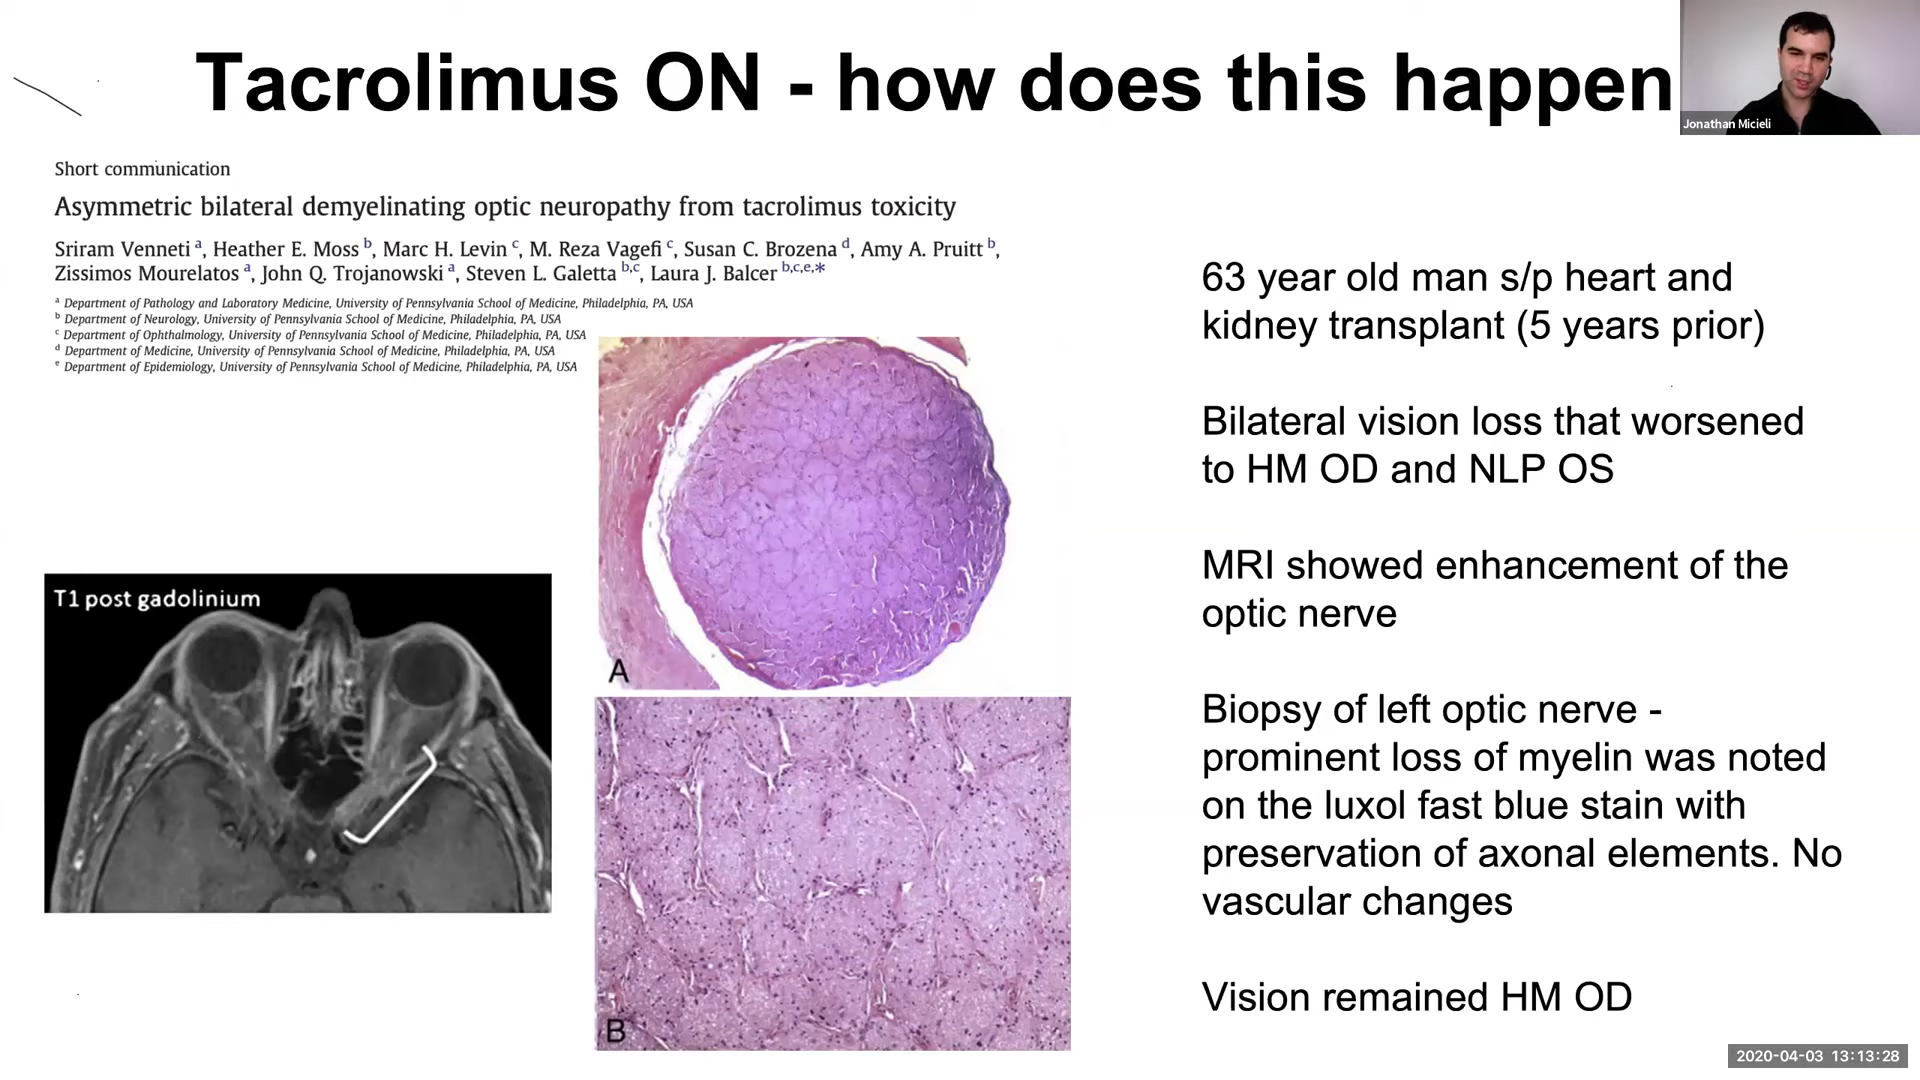 Tacrolimus ON - how does this happen
Jonathan Micieli
Short communication
Asymmetric bilateral demyelinating optic neuropathy from tacrolimus toxicity
Sriram Venneti a, Heather E. Moss b, Marc H. Levin c, M. Reza Vagefi c, Susan C. Brozena d, Amy A. Pruitt b,
Zissimos Mourelatos a, John Q. Trojanowski a, Steven L. Galetta b,c, Laura J. Balcer b,c,e,*
a Department of Pathology and Laboratory Medicine, University of Pennsylvania School of Medicine, Philadelphia, PA, USA
b Department of Neurology, University of Pennsylvania School of Medicine, Philadelphia, PA, USA
c Department of Ophthalmology, University of Pennsylvania School of Medicine, Philadelphia, PA, USA
d Department of Medicine, University of Pennsylvania School of Medicine, Philadelphia, PA, USA
e Department of Epidemiology, University of Pennsylvania School of Medicine, Philadelphia, PA, USA
T1 post gadolinium
A
B
63 year old man s/p heart and
kidney transplant (5 years prior)
Bilateral vision loss that worsened
to HM OD and NLP OS
MRI showed enhancement of the
optic nerve
Biopsy of left optic nerve -
prominent loss of myelin was noted
on the luxol fast blue stain with
preservation of axonal elements. No
vascular changes
Vision remained HM OD
2020-04-03 13:13:28